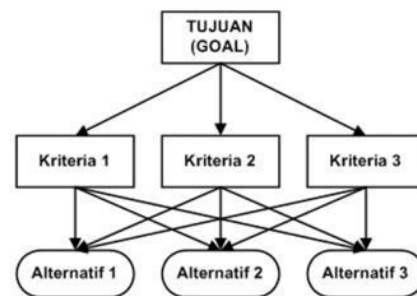 TUJUAN
(GOAL)
Kriteria 1
Kriteria 2
Kriteria 3
Alternatif 1
Alternatif 2
Alternatif 3